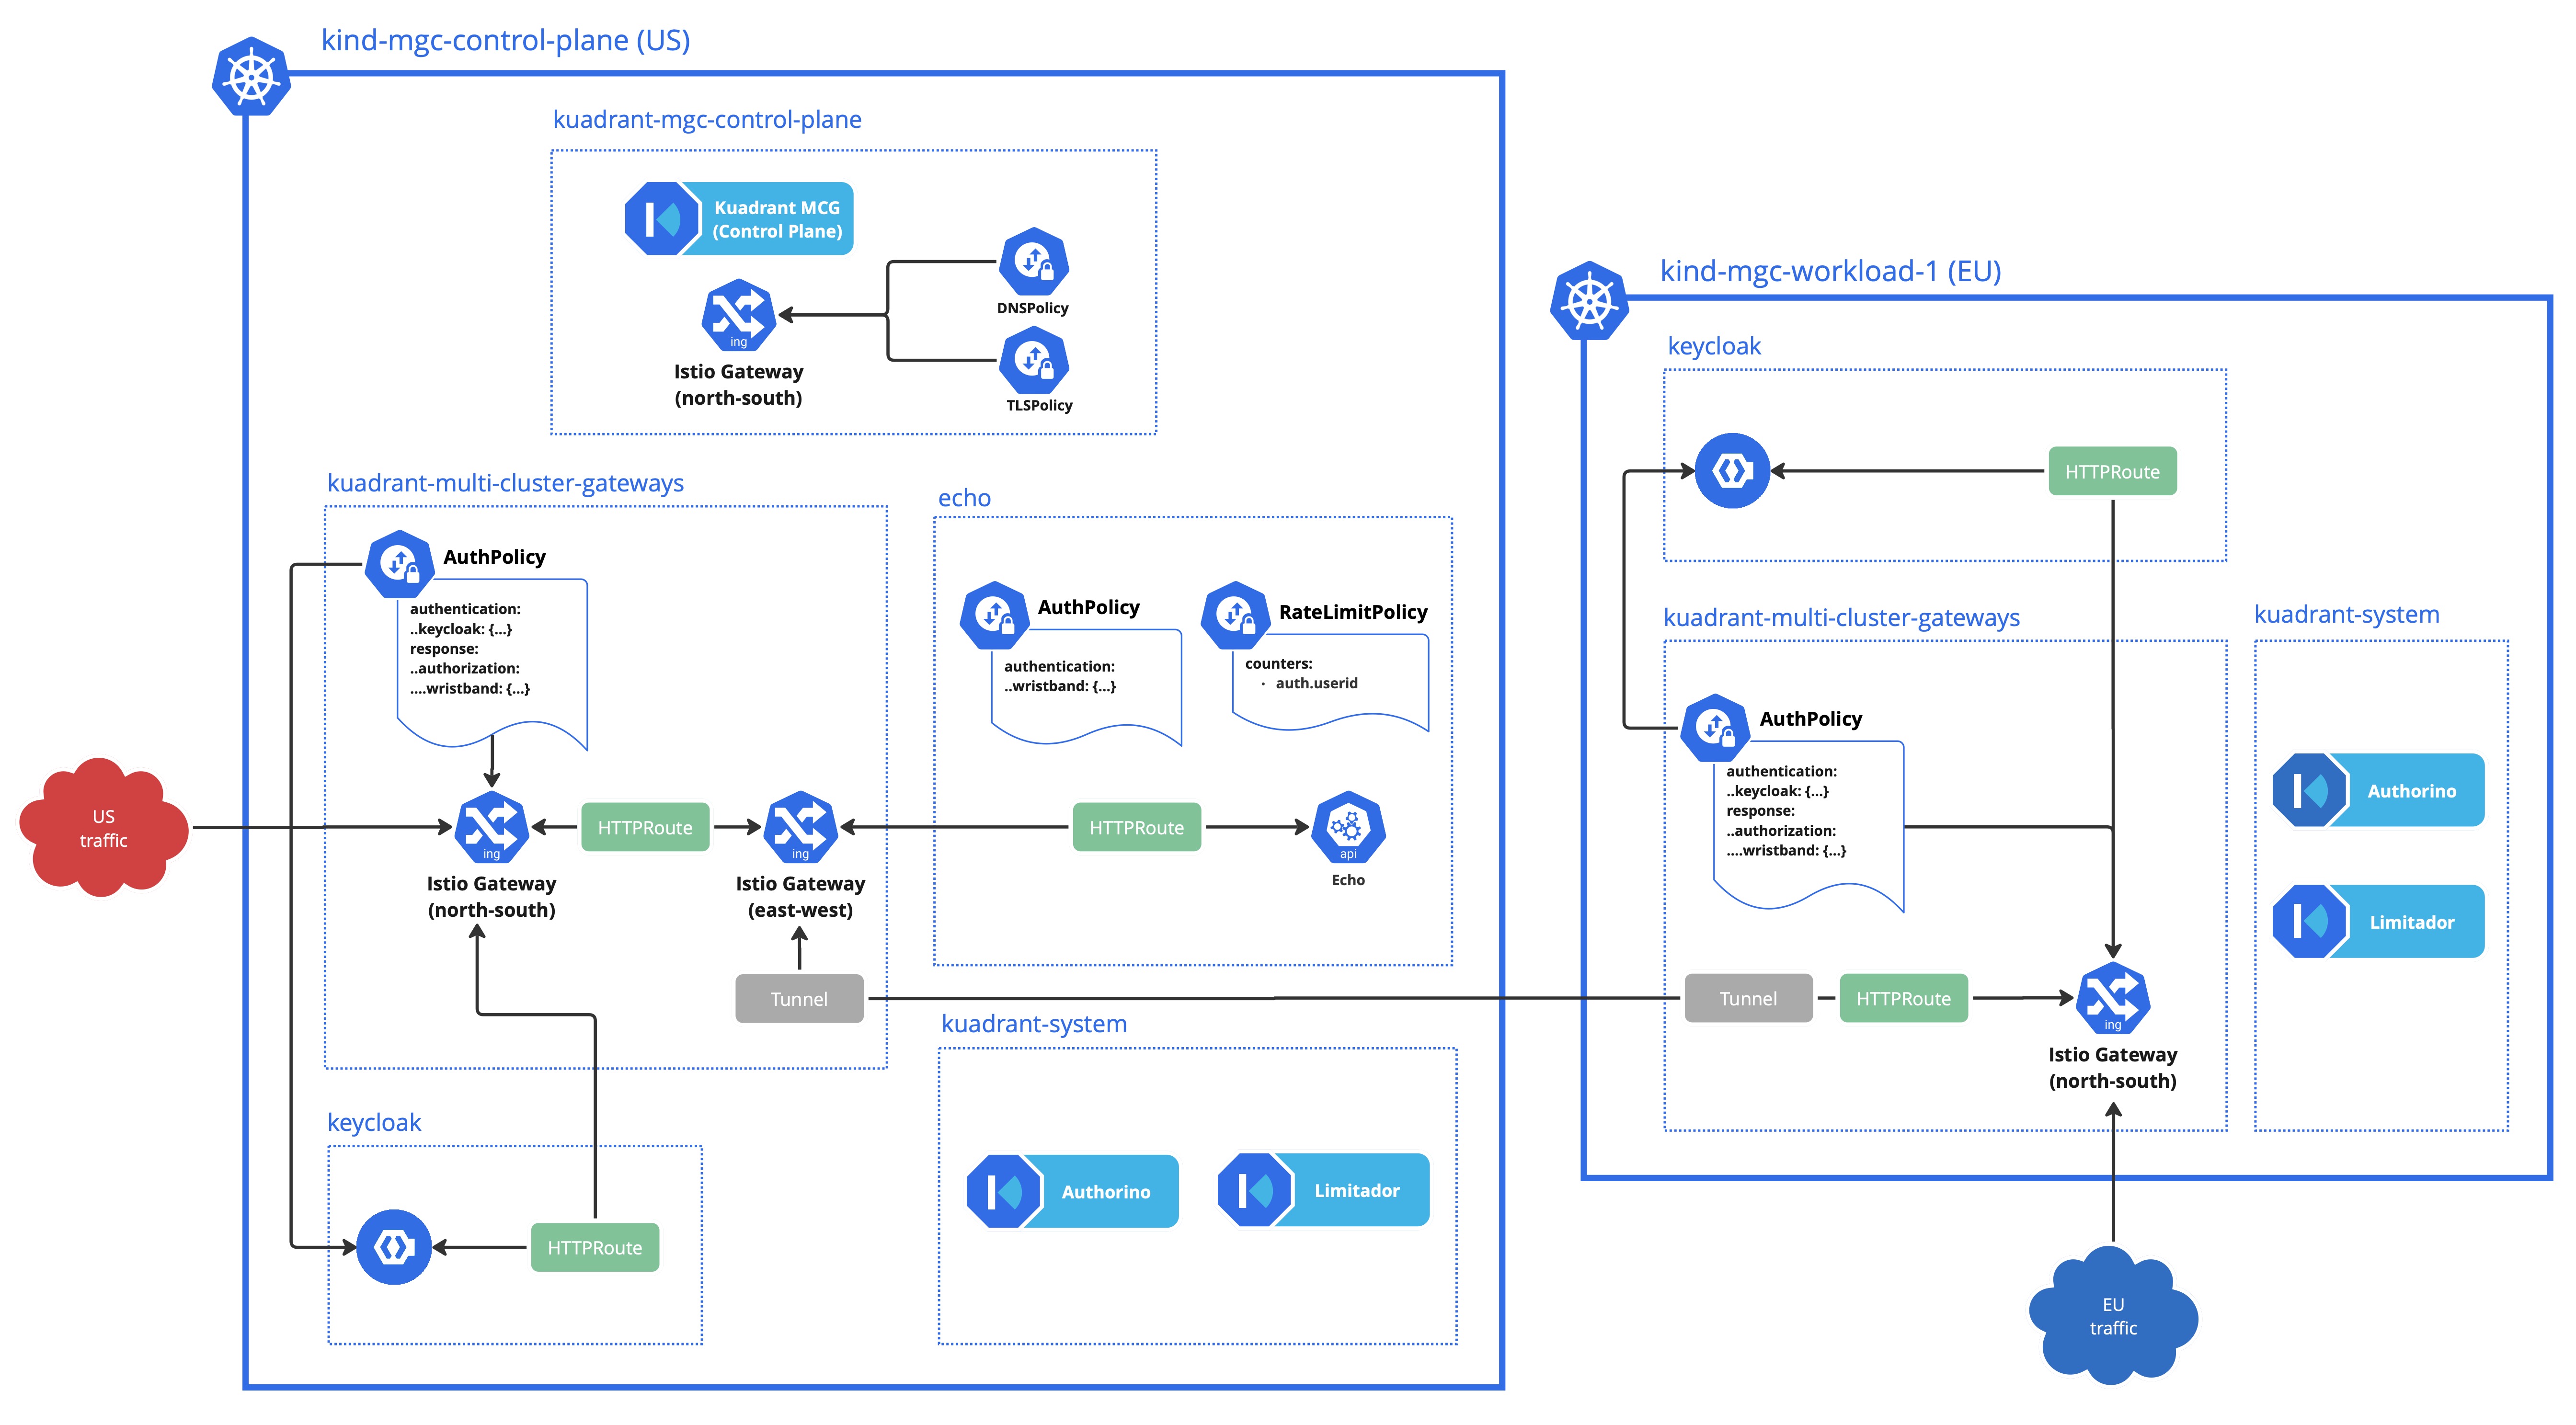 kind-mgc-control-plane (US)
kuadrant-mgc-control-plane
Kuadrant MCG
(Control Plane)
DNSPolicy
ing
Istio Gateway
(north-south)
TLSPolicy
kuadrant-multi-cluster-gateways
AuthPolicy
authentication:
..keycloak: {...}
response:
..authorization:
....wristband: {...}
US
traffic
ing
Istio Gateway
(north-south)
HTTPRoute
ing
Istio Gateway
(east-west)
Tunnel
echo
AuthPolicy
authentication:
..wristband: {...}
RateLimitPolicy
counters:
· auth.userid
HTTPRoute
api
Echo
keycloak
HTTPRoute
kuadrant-system
Authorino
Limitador
kind-mgc-workload-1 (EU)
keycloak
HTTPRoute
kuadrant-multi-cluster-gateways
AuthPolicy
authentication:
..keycloak: {...}
response:
..authorization:
....wristband: {...}
Tunnel
HTTPRoute
ing
Istio Gateway
(north-south)
kuadrant-system
Authorino
Limitador
EU
traffic